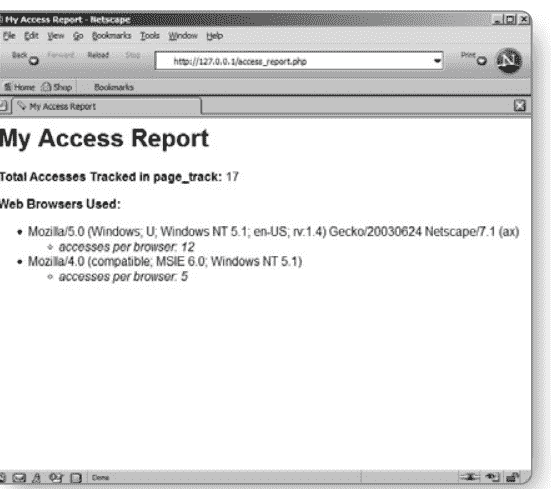 My Access Report - Netscape
File Edit View Go Bookmarks Tools Window Help
Back Forward Reload Stop http://127.0.0.1/access_report.php Print N
Home Shop Bookmarks
My Access Report
My Access Report
Total Accesses Tracked in page_track: 17
Web Browsers Used:
• Mozilla/5.0 (Windows; U; Windows NT 5.1; en-US; rv:1.4) Gecko/20030624 Netscape/7.1 (ax)
○ accesses per browser: 12
• Mozilla/4.0 (compatible; MSIE 6.0; Windows NT 5.1)
○ accesses per browser: 5
Done